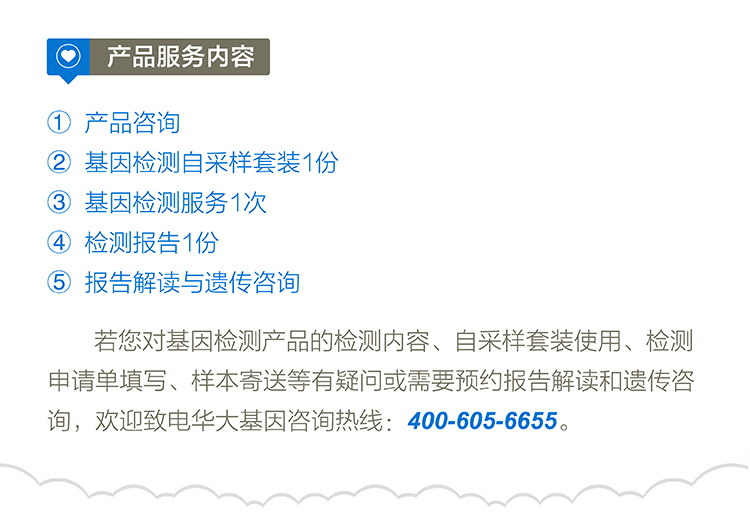 产品服务内容
① 产品咨询
② 基因检测自采样套装1份
③ 基因检测服务1次
④ 检测报告1份
⑤ 报告解读与遗传咨询
若您对基因检测产品的检测内容、自采样套装使用、检测
申请单填写、样本寄送等有疑问或需要预约报告解读和遗传咨
询，欢迎致电华大基因咨询热线：400-605-6655。